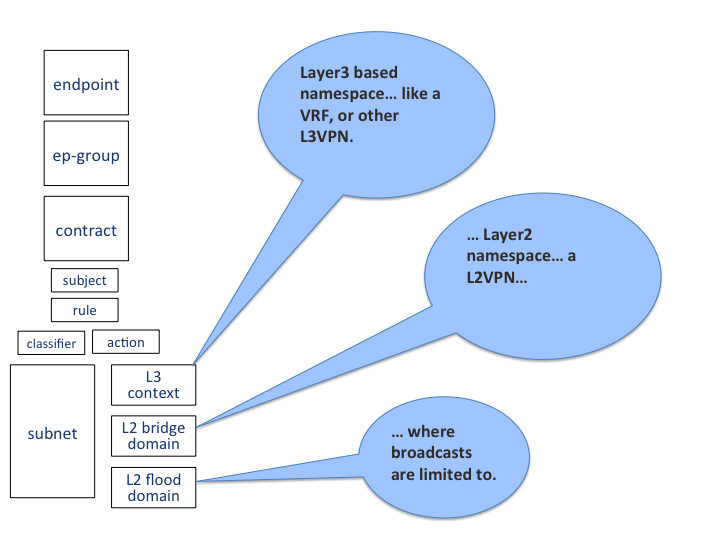 endpoint
ep-group
contract
subject
rule
classifier
action
subnet
L3
context
L2 bridge
domain
L2 flood
domain
Layer3 based
namespace... like a
VRF, or other
L3VPN.
... Layer2
namespace... a
L2VPN...
... where
broadcasts
are limited to.